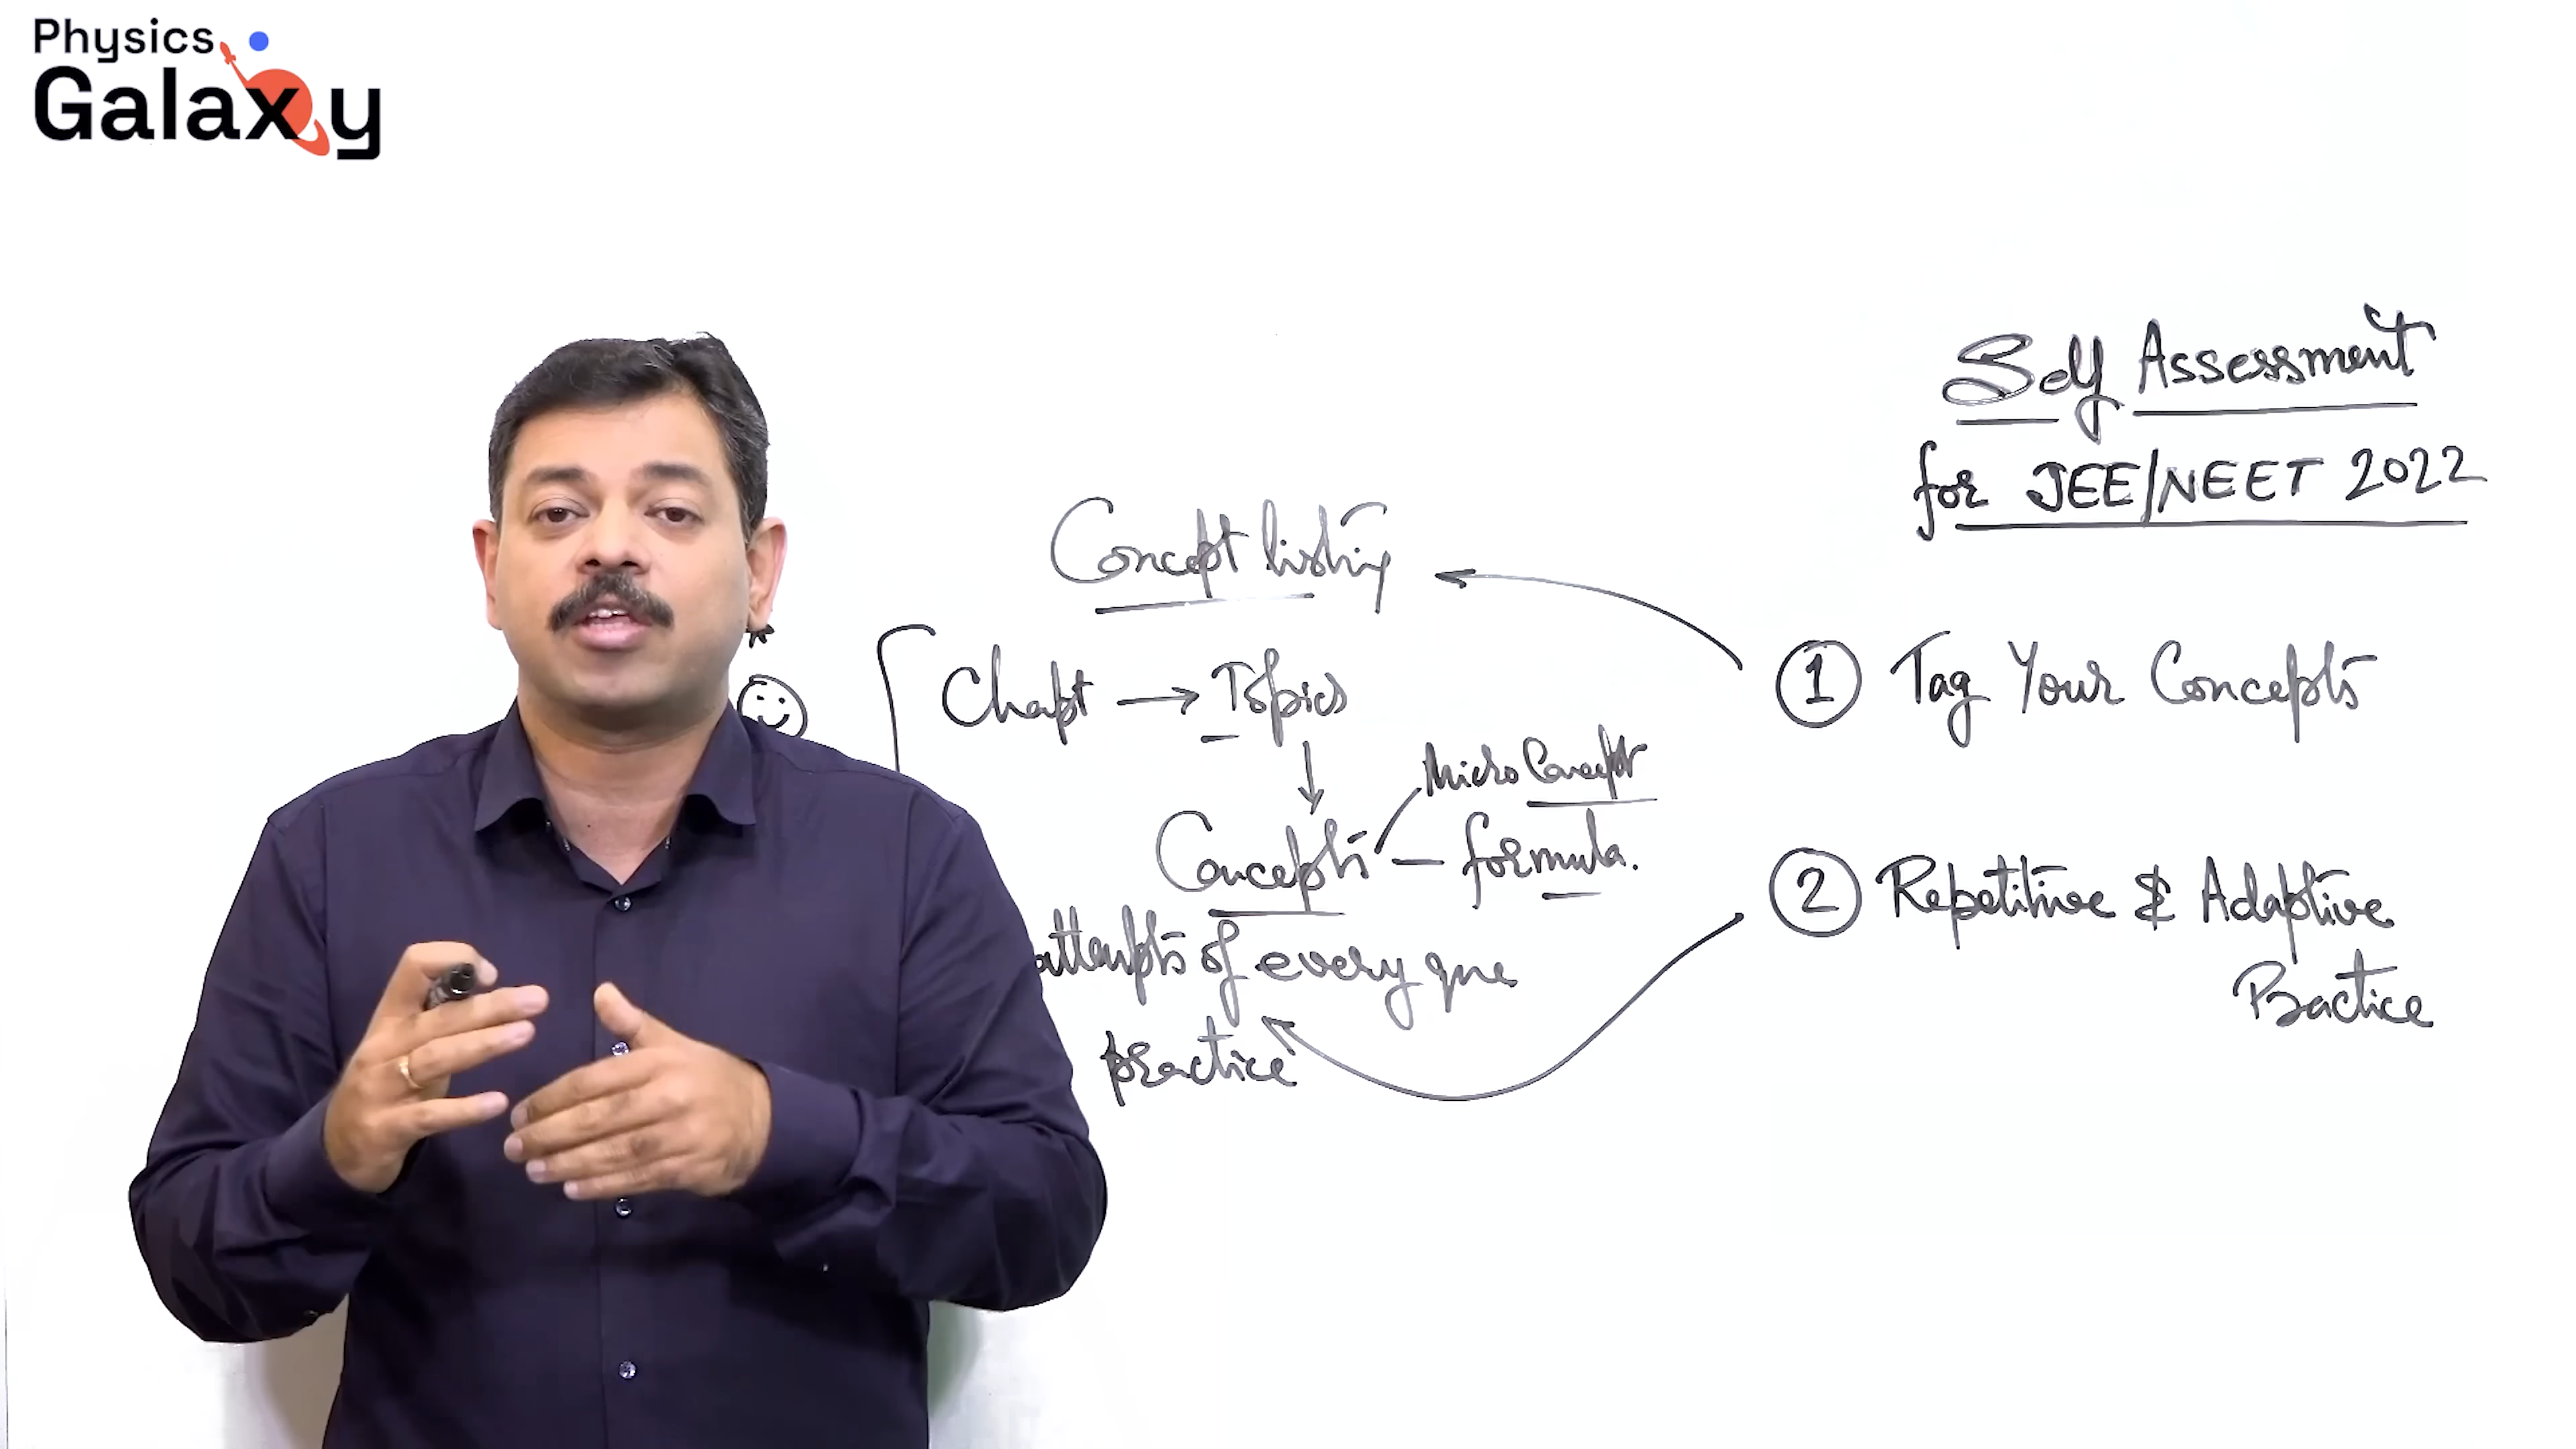 Physics
Galaxy
Self Assessment
for JEE/NEET 2022
Concept listing
Chapt → Topics
Micro Concept
Concepts — formula.
attempts of every que
practice
1 Tag Your Concepts
2 Repetitive & Adaptive
Practice